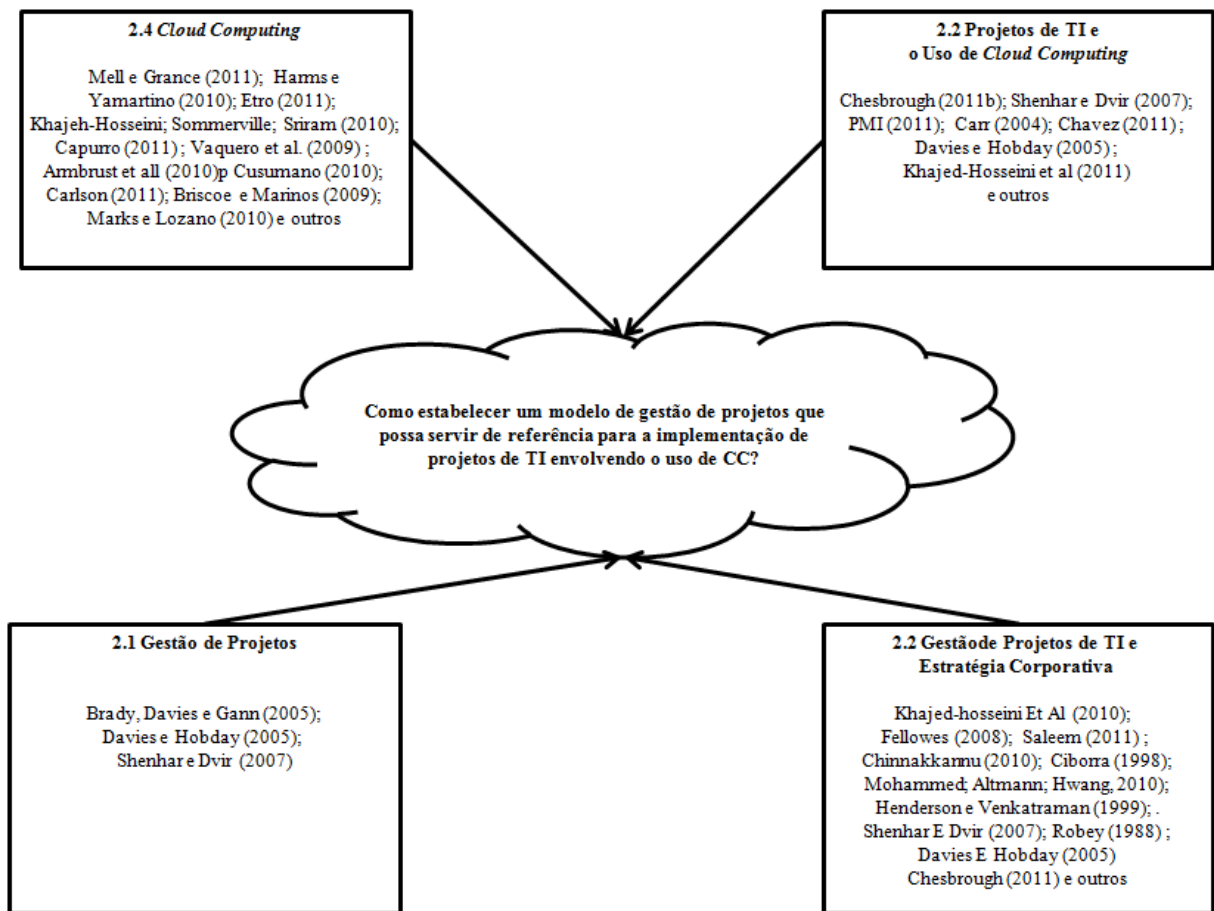 2.4 Cloud Computing
Mell e Grance (2011); Harms e
Yamartino (2010); Etro (2011);
Khajeh-Hosseini; Sommerville; Sriram (2010);
Capurro (2011) ; Vaquero et al. (2009) ;
Armbrust et all (2010)p Cusumano (2010);
Carlson (2011); Briscoe e Marinos (2009);
Marks e Lozano (2010) e outros
2.2 Projetos de TI e
o Uso de Cloud Computing
Chesbrough (2011b); Shenhar e Dvir (2007);
PMI (2011); Carr (2004); Chavez (2011) ;
Davies e Hobday (2005) ;
Khajed-Hosseini et al (2011)
e outros
Como estabelecer um modelo de gestão de projetos que
possa servir de referência para a implementação de
projetos de TI envolvendo o uso de CC?
2.1 Gestão de Projetos
Brady, Davies e Gann (2005);
Davies e Hobday (2005);
Shenhar e Dvir (2007)
2.2 Gestãode Projetos de TI e
Estratégia Corporativa
Khajed-hosseini Et Al (2010);
Fellowes (2008); Saleem (2011) ;
Chinnakkannu (2010); Ciborra (1998);
Mohammed; Altmann; Hwang, 2010);
Henderson e Venkatraman (1999); .
Shenhar E Dvir (2007); Robey (1988) ;
Davies E Hobday (2005)
Chesbrough (2011) e outros